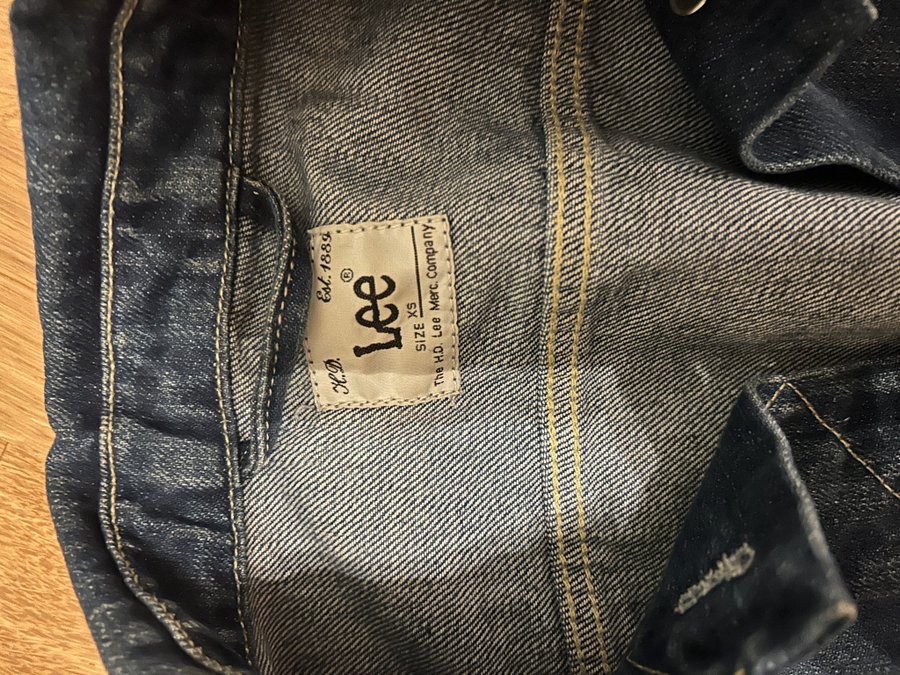 H.D. Est. 1889
Lee®
SIZE XS
The H.D. Lee Merc. Company